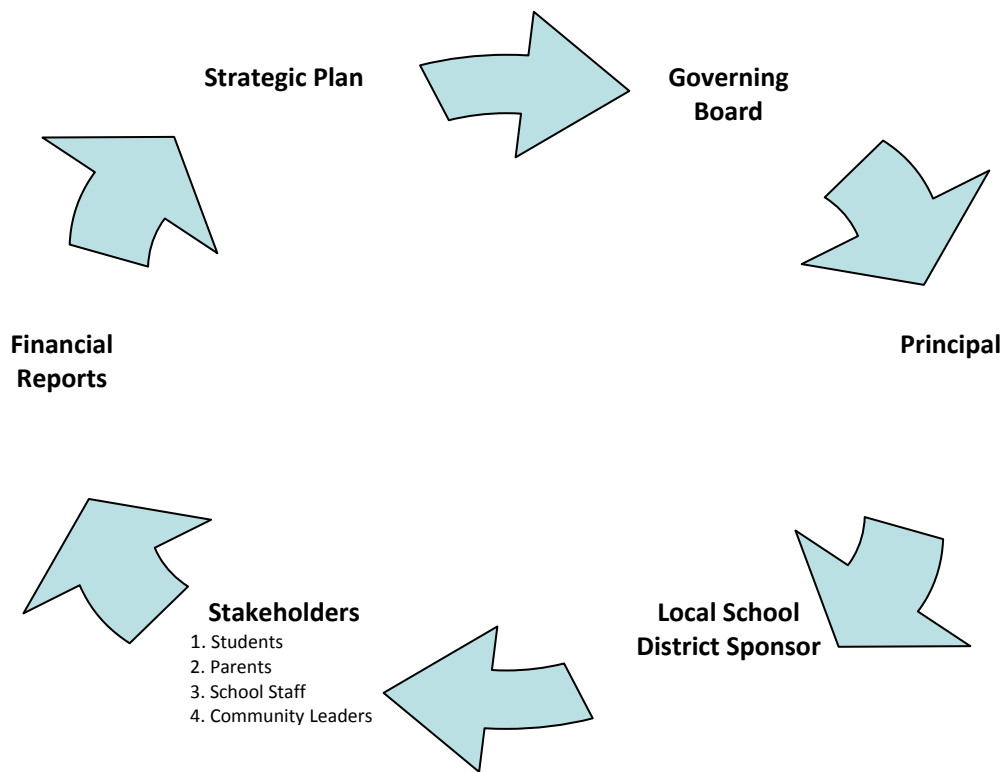 Strategic Plan
Governing
Board
Financial
Reports
Principal
Stakeholders
1. Students
2. Parents
3. School Staff
4. Community Leaders
Local School
District Sponsor